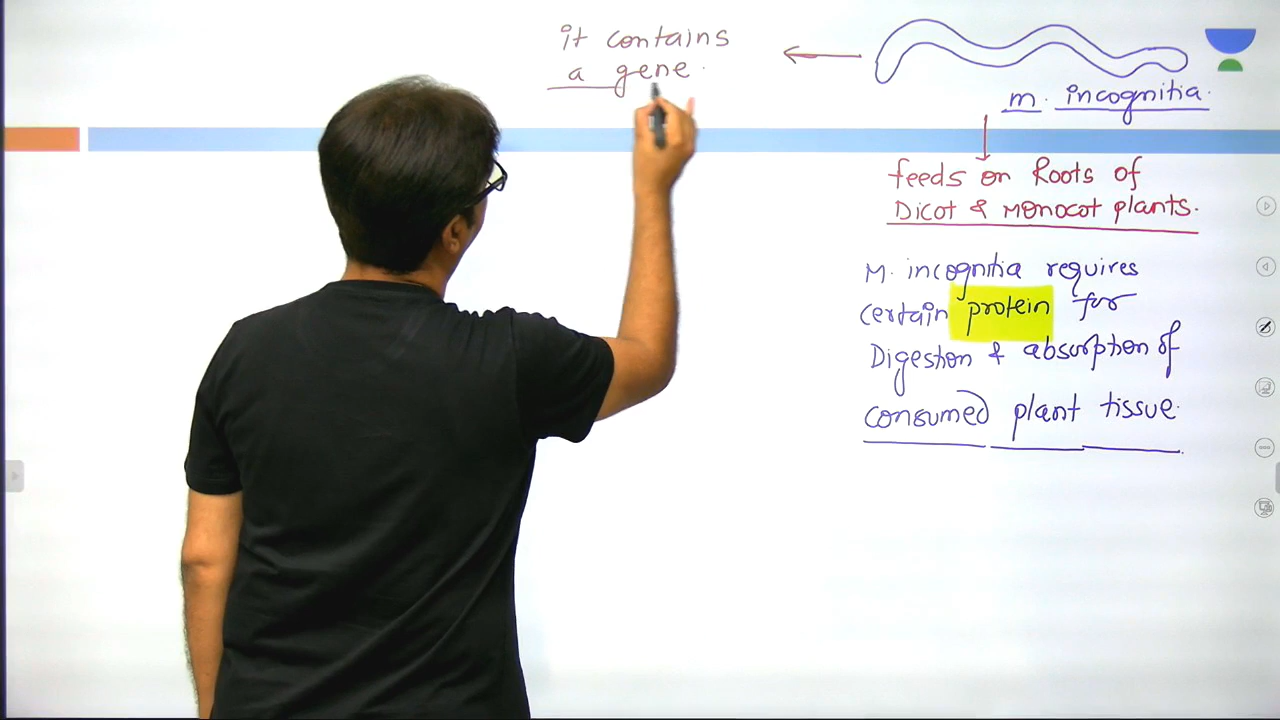 it contains
a gene.
m. incognitia.
feeds on Roots of
Dicot & Monocot plants.
M. incognitia requires
certain protein for
Digestion & absorption of
consumed plant tissue.